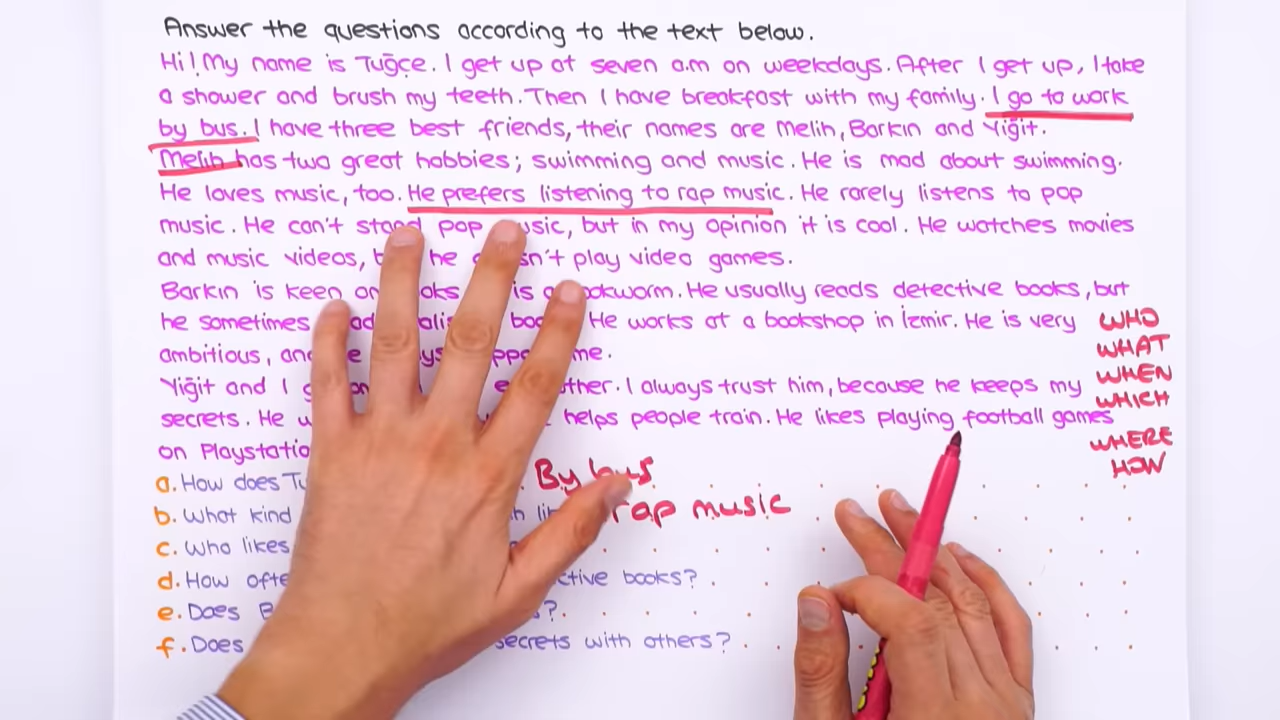 Answer the questions according to the text below.
Hi! My name is Tuğçe. I get up at seven a.m on weekdays. After I get up, I take
a shower and brush my teeth. Then I have breakfast with my family. I go to work
by bus. I have three best friends, their names are Melih, Barkın and Yiğit.
Melih has two great hobbies; swimming and music. He is mad about swimming.
He loves music, too. He prefers listening to rap music. He rarely listens to pop
music. He can't stand pop music, but in my opinion it is cool. He watches movies
and music videos, he play video games.
Barkın is keen on is He usually reads detective books, but
he sometimes He works at a bookshop in İzmir. He is very
ambitious, me.
Yiğit and I I always trust him, because he keeps my
secrets. He helps people train. He likes playing football games
on
WHO
WHAT
WHEN
WHICH
WHERE
HOW
a. How does By bus
b. What kind rap music
c. Who likes
d. How books?
e. Does
f. Does secrets with others?